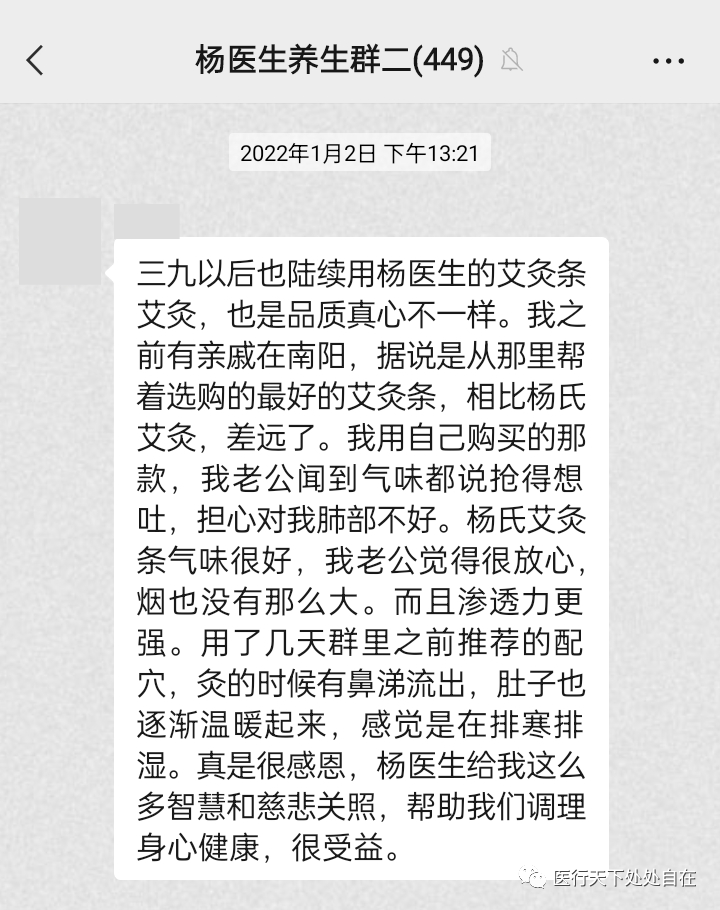 杨医生养生群二(449)
2022年1月2日 下午13:21
三九以后也陆续用杨医生的艾灸条
艾灸，也是品质真心不一样。我之
前有亲戚在南阳，据说是从那里帮
着选购的最好的艾灸条，相比杨氏
艾灸，差远了。我用自己购买的那
款，我老公闻到气味都说抢得想
吐，担心对我肺部不好。杨氏艾灸
条气味很好，我老公觉得很放心，
烟也没有那么大。而且渗透力更
强。用了几天群里之前推荐的配
穴，灸的时候有鼻涕流出，肚子也
逐渐温暖起来，感觉是在排寒排
湿。真是很感恩，杨医生给我这么
多智慧和慈悲关照，帮助我们调理
身心健康，很受益。
医行天下处处自在